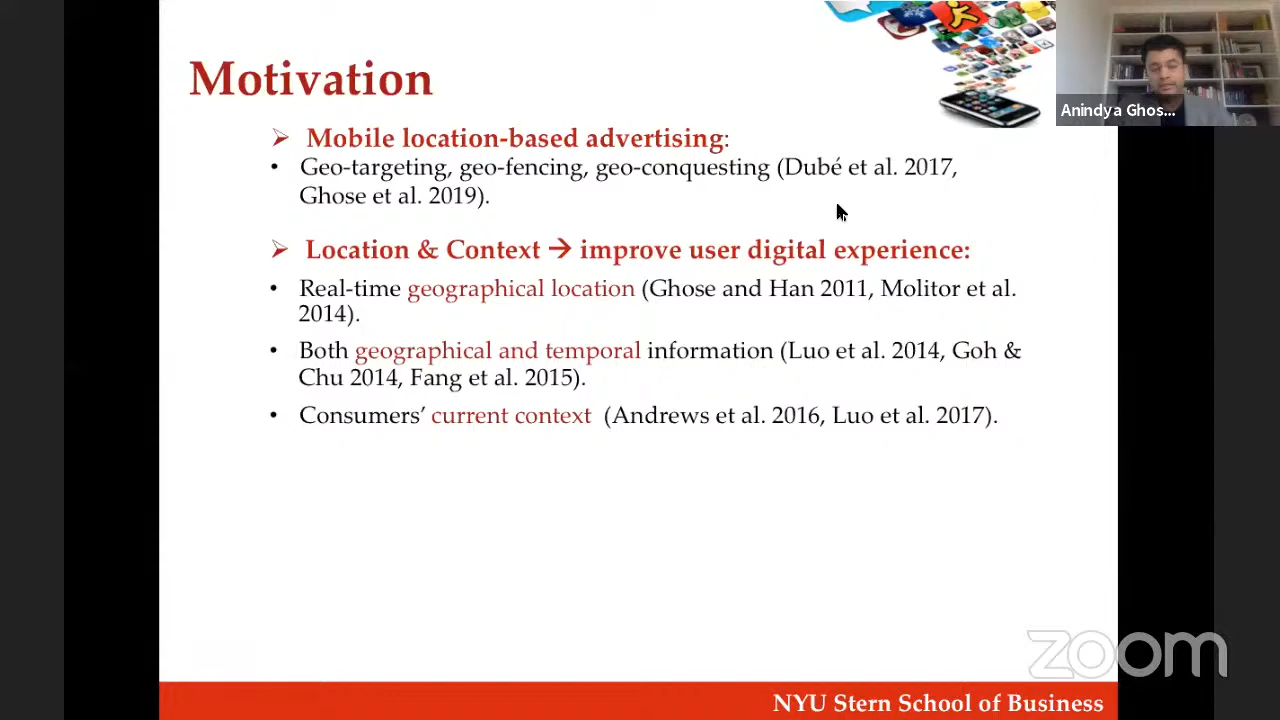 Motivation
Anindya Ghos...
➢ Mobile location-based advertising:
• Geo-targeting, geo-fencing, geo-conquesting (Dubé et al. 2017,
Ghose et al. 2019).
➢ Location & Context → improve user digital experience:
• Real-time geographical location (Ghose and Han 2011, Molitor et al.
2014).
• Both geographical and temporal information (Luo et al. 2014, Goh &
Chu 2014, Fang et al. 2015).
• Consumers’ current context (Andrews et al. 2016, Luo et al. 2017).
zoom
NYU Stern School of Business